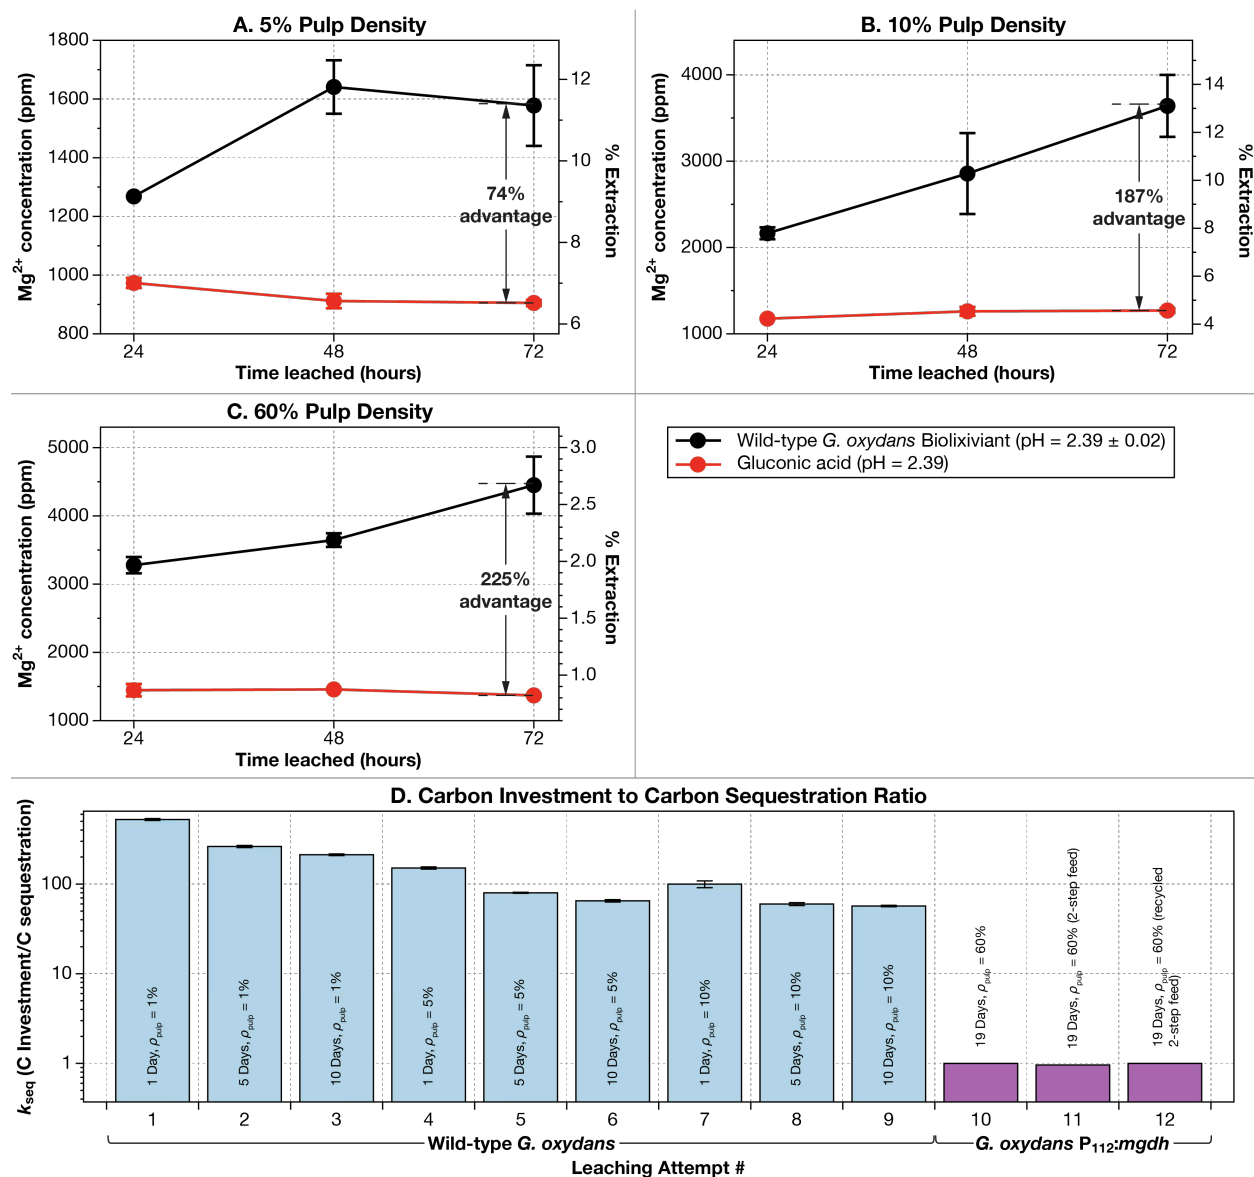 A. 5% Pulp Density
Mg2+ concentration (ppm)
1800
1600
1400
1200
1000
800
12
10
8
6
% Extraction
74%
advantage
24
48
72
Time leached (hours)
B. 10% Pulp Density
Mg2+ concentration (ppm)
4000
3000
2000
1000
14
12
10
8
6
4
% Extraction
187%
advantage
24
48
72
Time leached (hours)
C. 60% Pulp Density
Mg2+ concentration (ppm)
5000
4000
3000
2000
1000
3.0
2.5
2.0
1.5
1.0
% Extraction
225%
advantage
24
48
72
Time leached (hours)
Wild-type G. oxydans Biolixiviant (pH = 2.39 ± 0.02)
Gluconic acid (pH = 2.39)
D. Carbon Investment to Carbon Sequestration Ratio
kseq (C Investment/C sequestration)
100
10
1
1 Day, ρpulp = 1%
5 Days, ρpulp = 1%
10 Days, ρpulp = 1%
1 Day, ρpulp = 5%
5 Days, ρpulp = 5%
10 Days, ρpulp = 5%
1 Day, ρpulp = 10%
5 Days, ρpulp = 10%
10 Days, ρpulp = 10%
19 Days, ρpulp = 60%
19 Days, ρpulp = 60% (2-step feed)
19 Days, ρpulp = 60% (recycled
2-step feed)
1 2 3 4 5 6 7 8 9 10 11 12
Wild-type G. oxydans
G. oxydans P112:mgdh
Leaching Attempt #